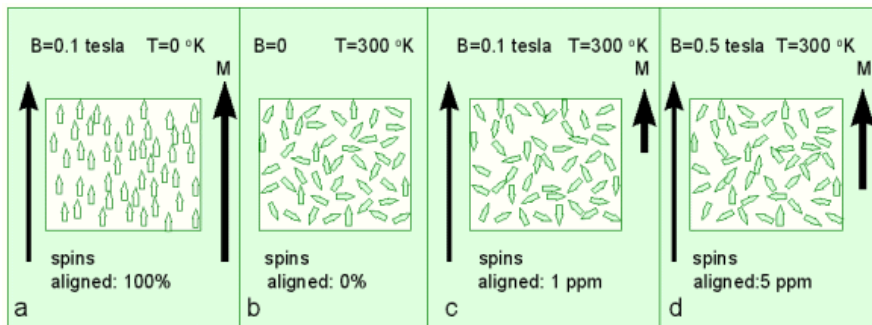 B=0.1 tesla T=0 °K
M
spins
aligned: 100%
a
B=0 T=300 °K
spins
aligned: 0%
b
B=0.1 tesla T=300 °K
M
spins
aligned: 1 ppm
c
B=0.5 tesla T=300 °K
M
spins
aligned:5 ppm
d